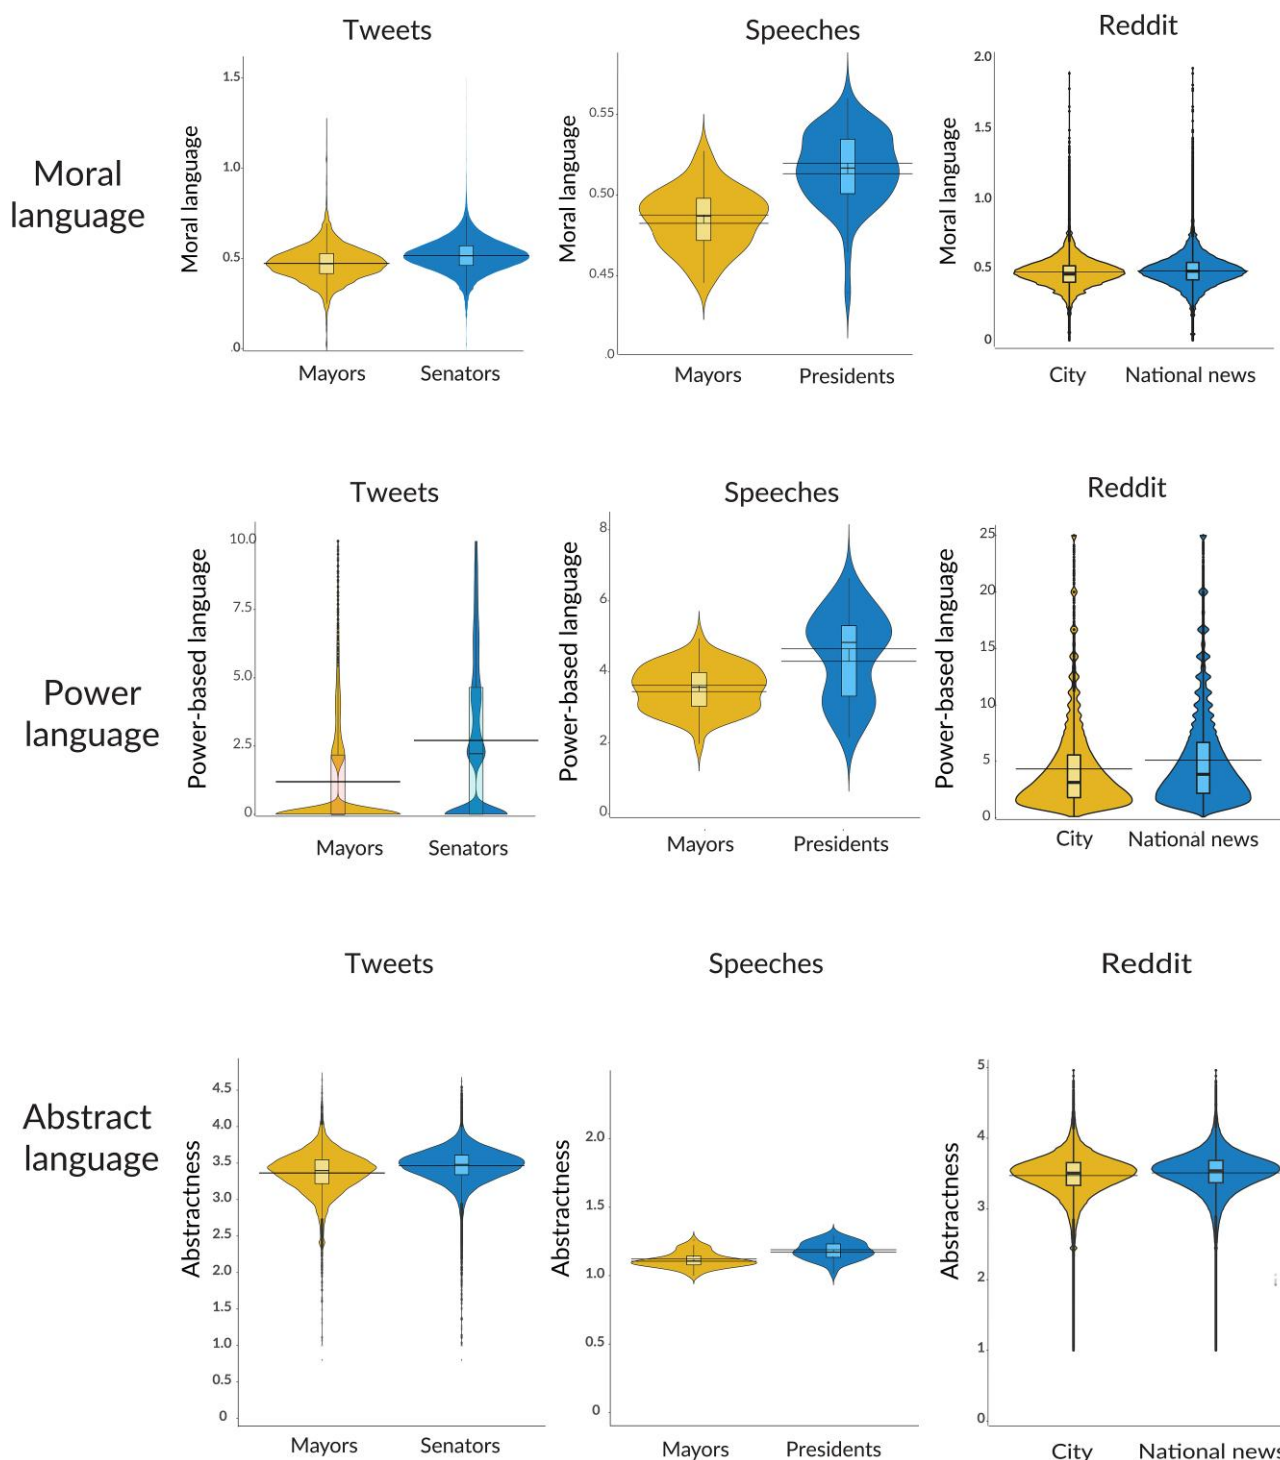 Tweets
Speeches
Reddit
Moral
language
Moral language
1.5
1.0
0.5
.0
Mayors
Senators
Moral language
0.55
0.50
0.45
.0
Mayors
Presidents
Moral language
2.0
1.5
1.0
0.5
0
City
National news
Tweets
Speeches
Reddit
Power
language
Power-based language
10.0
7.5
5.0
2.5
0
Mayors
Senators
Power-based language
8
6
4
2
0
Mayors
Presidents
Power-based language
25
20
15
10
5
0
City
National news
Tweets
Speeches
Reddit
Abstract
language
Abstractness
4.5
4.0
3.5
3.0
2.5
2.0
1.5
1.0
0.5
0
Mayors
Senators
Abstractness
2.0
1.5
1.0
0.5
0
Mayors
Presidents
Abstractness
5
4
3
2
1
0
City
National news